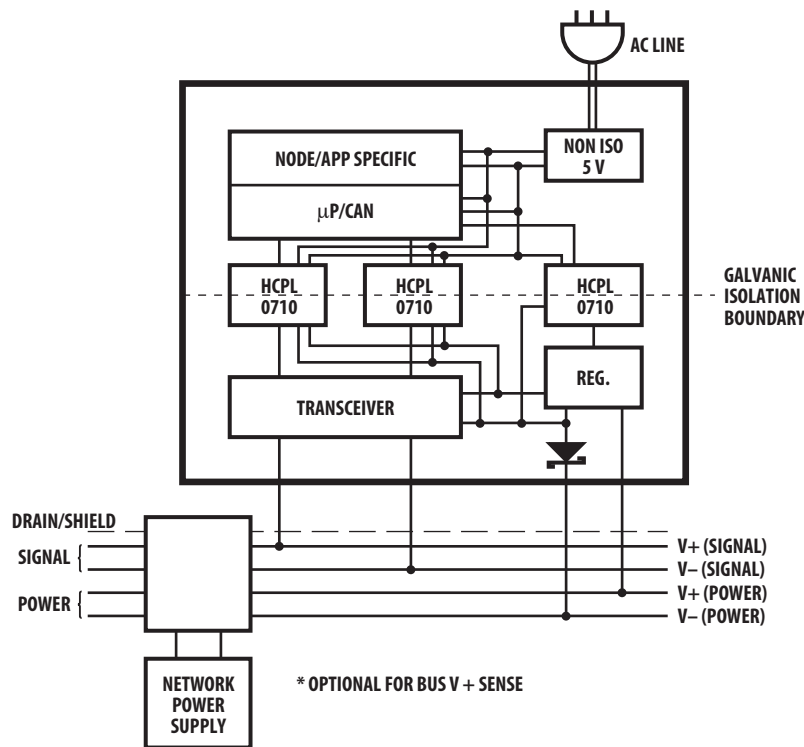 AC LINE
NON ISO
5 V
NODE/APP SPECIFIC
μP/CAN
HCPL
0710
HCPL
0710
HCPL
0710
GALVANIC
ISOLATION
BOUNDARY
REG.
TRANSCEIVER
DRAIN/SHIELD
SIGNAL
POWER
V+ (SIGNAL)
V– (SIGNAL)
V+ (POWER)
V– (POWER)
NETWORK
POWER
SUPPLY
* OPTIONAL FOR BUS V + SENSE